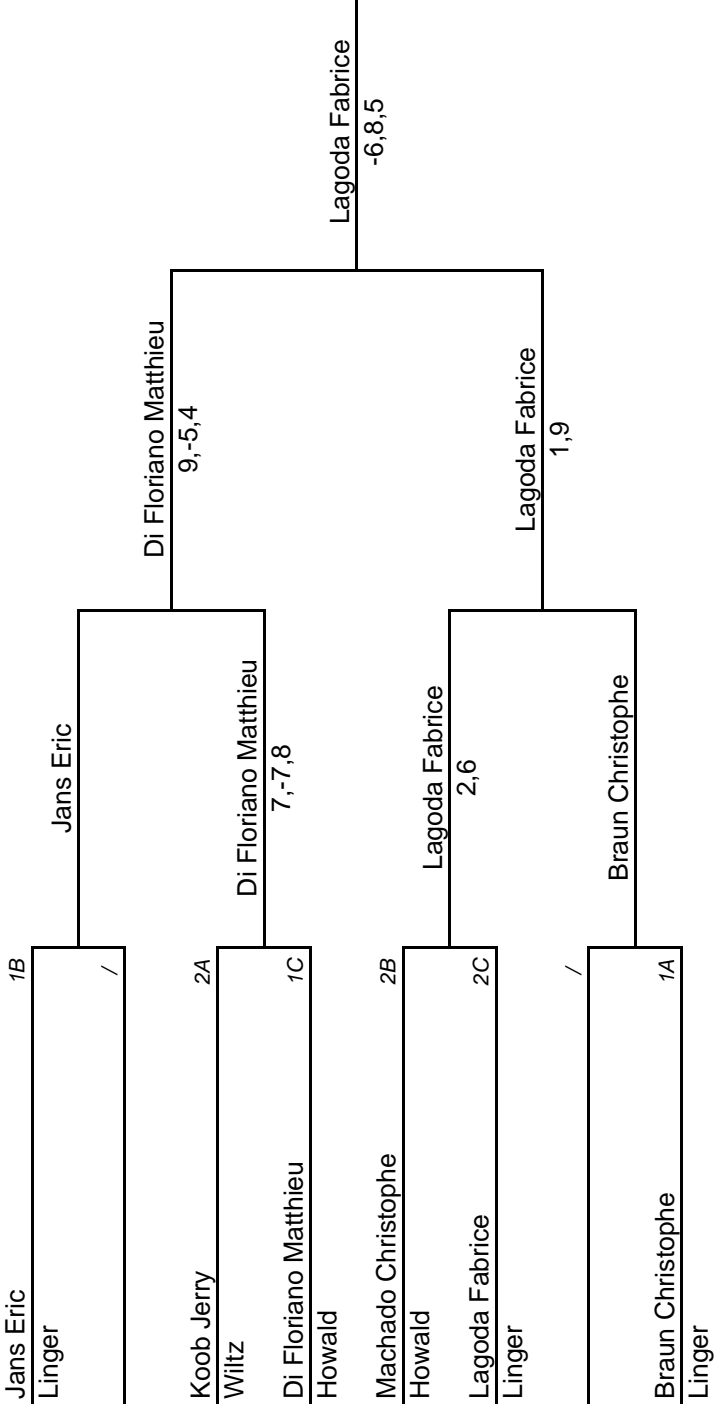 Jans Eric
1B
Linger
/
Koob Jerry
2A
Wiltz
Di Floriano Matthieu
1C
Howald
Machado Christophe
2B
Howald
Lagoda Fabrice
2C
Linger
/
Braun Christophe
1A
Linger
Jans Eric
Di Floriano Matthieu
7,-7,8
Lagoda Fabrice
2,6
Braun Christophe
Di Floriano Matthieu
9,-5,4
Lagoda Fabrice
1,9
Lagoda Fabrice
-6,8,5